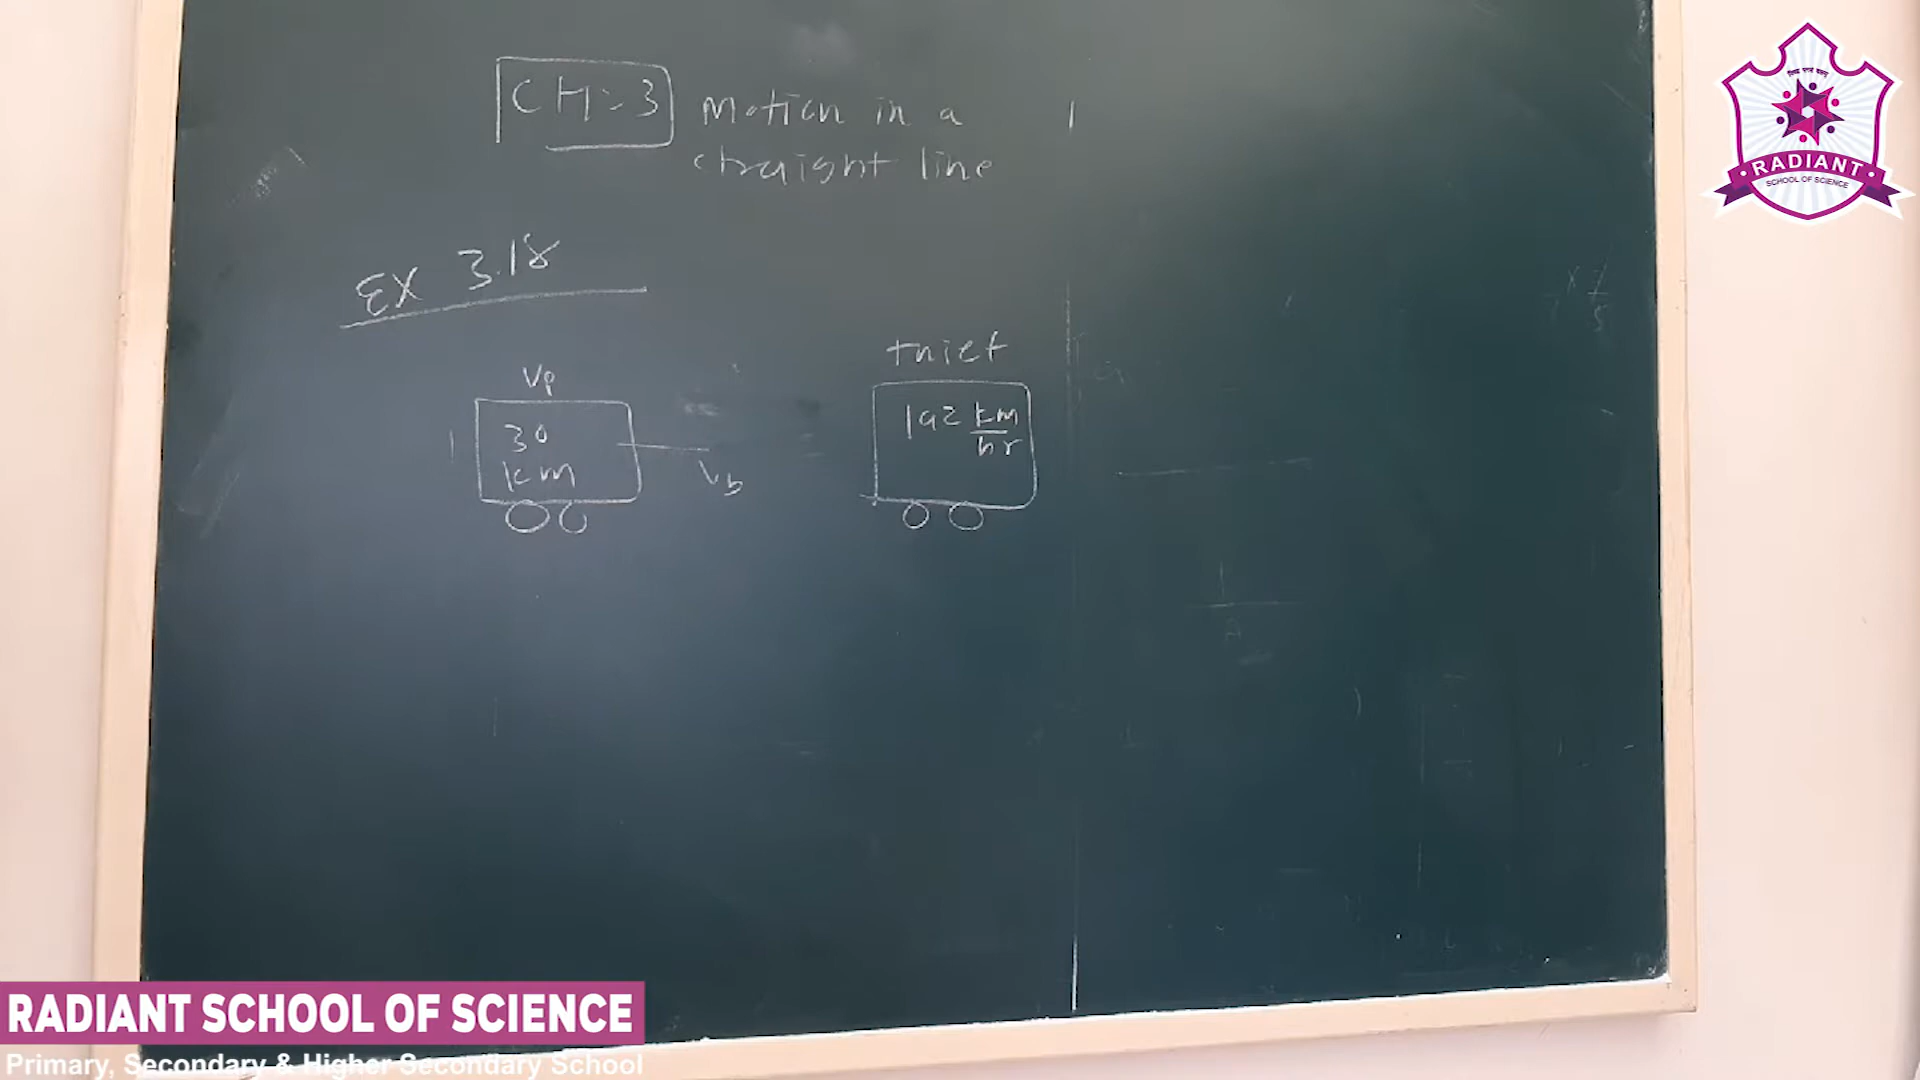 CH-3 Motion in a
straight line
EX 3.18
Vp
30
km
Vb
thief
192 km
hr
RADIANT
SCHOOL OF SCIENCE
RADIANT SCHOOL OF SCIENCE
Primary, Secondary & Higher Secondary School